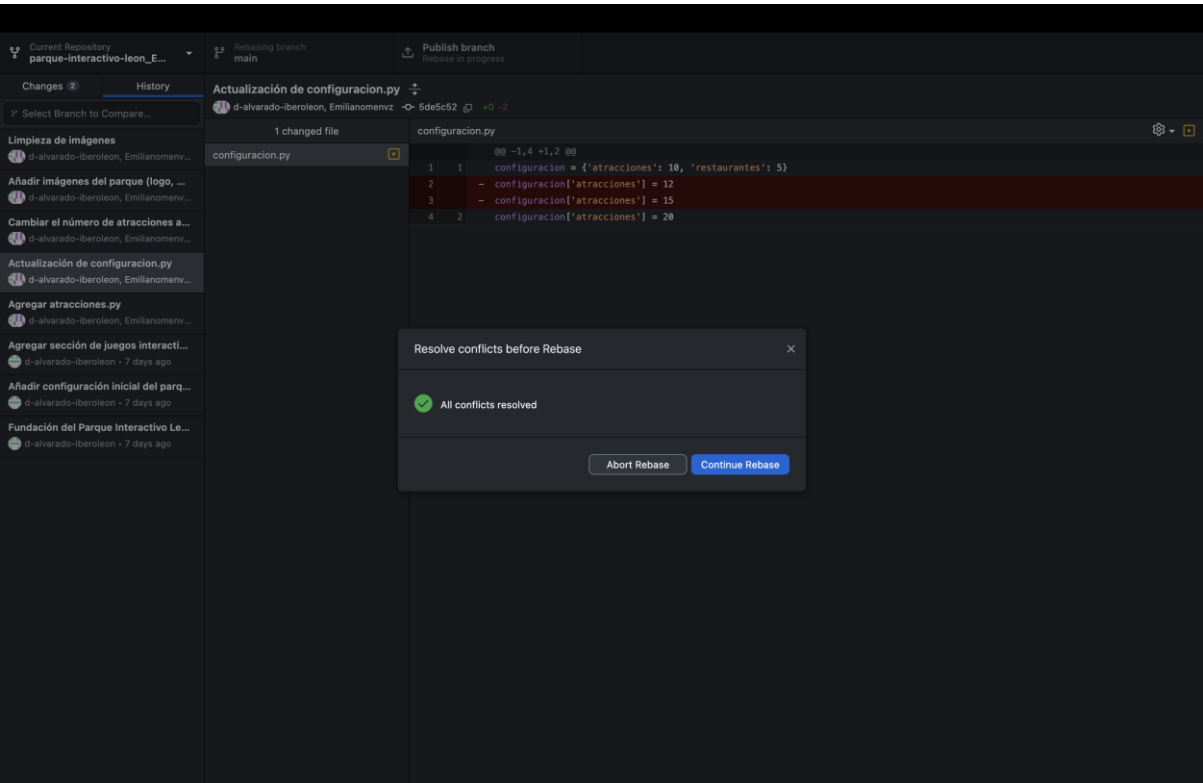 Current Repository
parque-interactivo-leon_E...
Rebasing branch
main
Publish branch
Rebase in progress
Changes 2
History
Select Branch to Compare...
Limpieza de imágenes
d-alvarado-iberoleon, Emilianomenv...
Añadir imágenes del parque (logo, ...
d-alvarado-iberoleon, Emilianomenv...
Cambiar el número de atracciones a...
d-alvarado-iberoleon, Emilianomenv...
Actualización de configuracion.py
d-alvarado-iberoleon, Emilianomenv...
Agregar atracciones.py
d-alvarado-iberoleon, Emilianomenv...
Agregar sección de juegos interacti...
d-alvarado-iberoleon • 7 days ago
Añadir configuración inicial del parq...
d-alvarado-iberoleon • 7 days ago
Fundación del Parque Interactivo Le...
d-alvarado-iberoleon • 7 days ago
Actualización de configuracion.py
d-alvarado-iberoleon, Emilianomenvz 5de5c52 +0 -2
1 changed file
configuracion.py
configuracion.py
@@ -1,4 +1,2 @@
1 1 configuracion = {'atracciones': 10, 'restaurantes': 5}
2 - configuracion['atracciones'] = 12
3 - configuracion['atracciones'] = 15
4 2 configuracion['atracciones'] = 20
Resolve conflicts before Rebase
All conflicts resolved
Abort Rebase
Continue Rebase